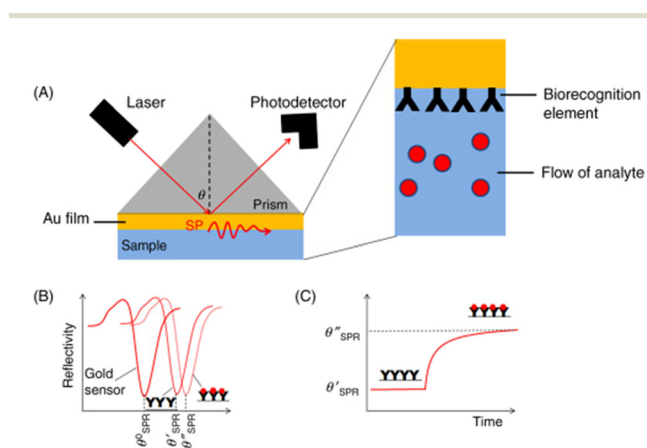 (A)
Laser
Photodetector
θ
Prism
Au film
SP
Sample
Biorecognition
element
Flow of analyte
(B)
Reflectivity
Gold
sensor
θ⁰SPR
θ′SPR
θ″SPR
(C)
θ″SPR
θ′SPR
Time